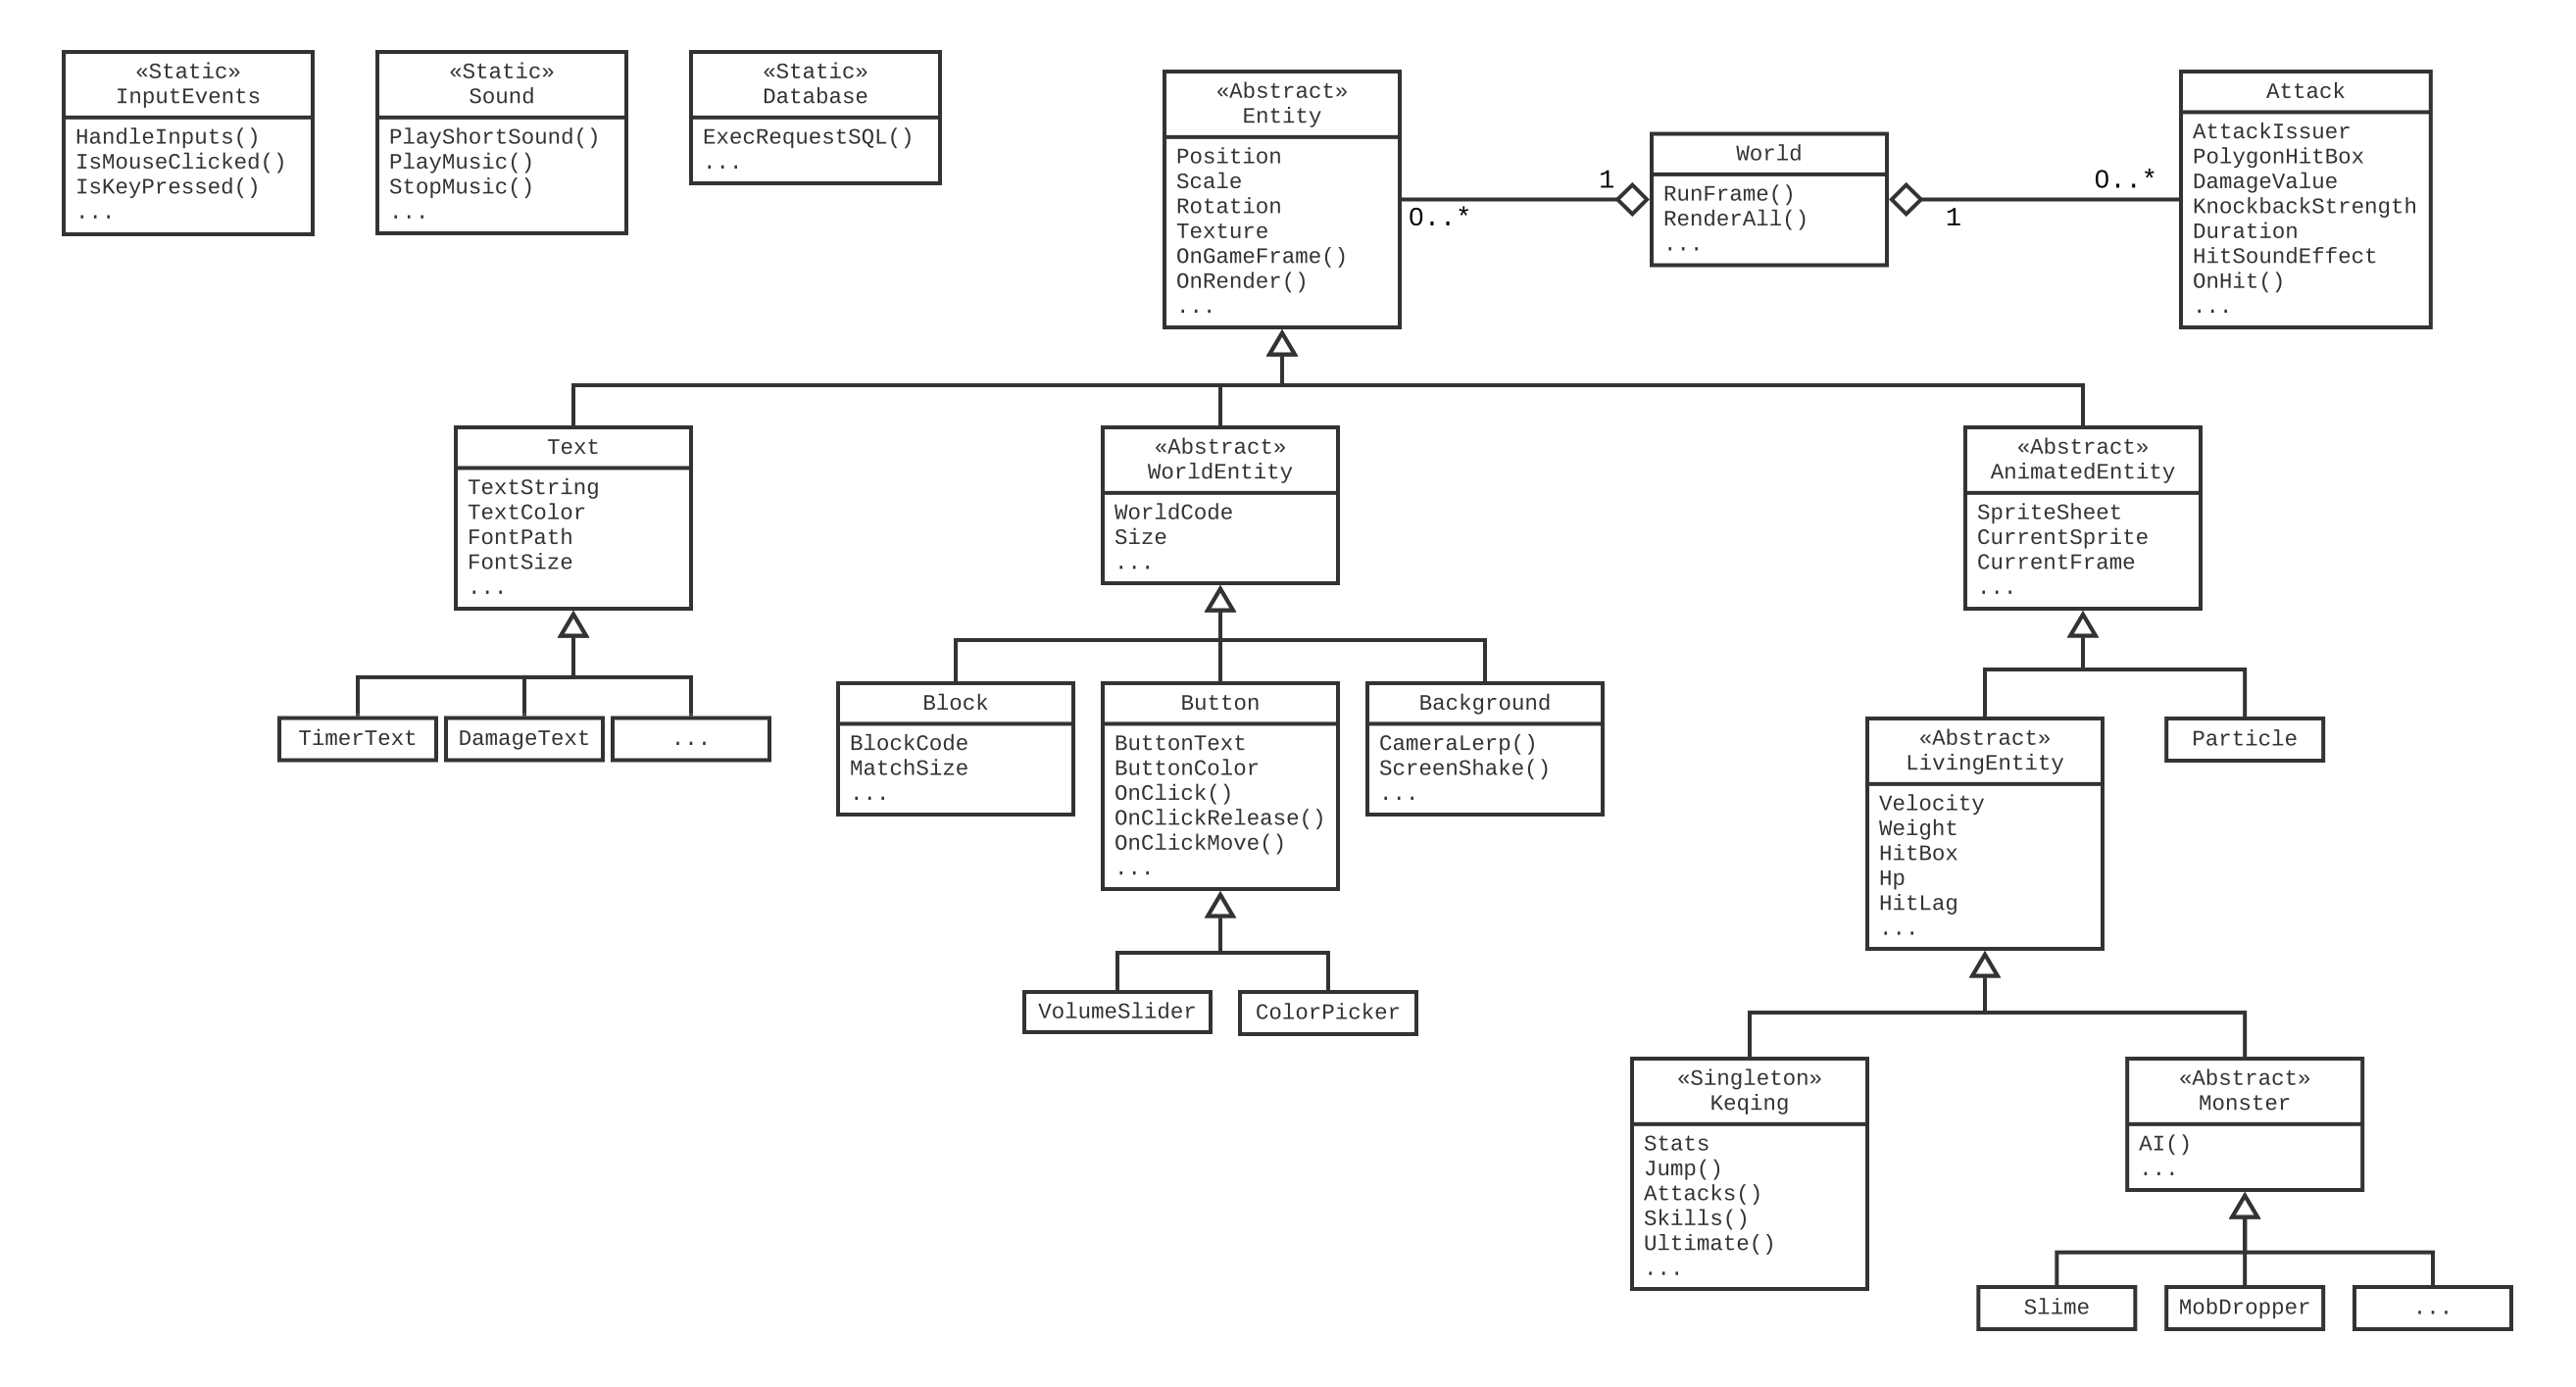 «Static»
InputEvents
HandleInputs()
IsMouseClicked()
IsKeyPressed()
...
«Static»
Sound
PlayShortSound()
PlayMusic()
StopMusic()
...
«Static»
Database
ExecRequestSQL()
...
«Abstract»
Entity
Position
Scale
Rotation
Texture
OnGameFrame()
OnRender()
...
0..*
1
World
RunFrame()
RenderAll()
...
1
0..*
Attack
AttackIssuer
PolygonHitBox
DamageValue
KnockbackStrength
Duration
HitSoundEffect
OnHit()
...
Text
TextString
TextColor
FontPath
FontSize
...
«Abstract»
WorldEntity
WorldCode
Size
...
«Abstract»
AnimatedEntity
SpriteSheet
CurrentSprite
CurrentFrame
...
TimerText
DamageText
...
Block
BlockCode
MatchSize
...
Button
ButtonText
ButtonColor
OnClick()
OnClickRelease()
OnClickMove()
...
Background
CameraLerp()
ScreenShake()
...
«Abstract»
LivingEntity
Velocity
Weight
HitBox
Hp
HitLag
...
Particle
VolumeSlider
ColorPicker
«Singleton»
Keqing
Stats
Jump()
Attacks()
Skills()
Ultimate()
...
«Abstract»
Monster
AI()
...
Slime
MobDropper
...